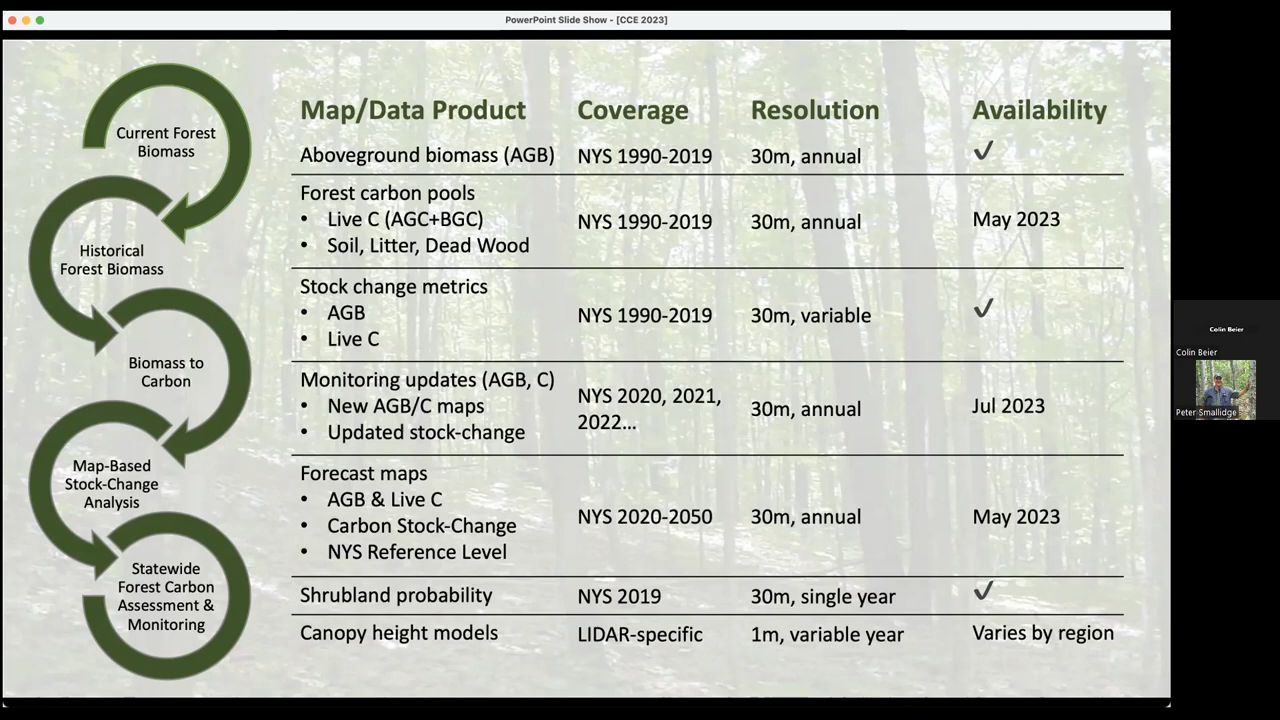 PowerPoint Slide Show - [CCE 2023]
Current Forest
Biomass
Historical
Forest Biomass
Biomass to
Carbon
Map-Based
Stock-Change
Analysis
Statewide
Forest Carbon
Assessment &
Monitoring
Map/Data Product Coverage Resolution Availability
Aboveground biomass (AGB) NYS 1990-2019 30m, annual ✓
Forest carbon pools
• Live C (AGC+BGC) NYS 1990-2019 30m, annual May 2023
• Soil, Litter, Dead Wood
Stock change metrics
• AGB NYS 1990-2019 30m, variable ✓
• Live C
Monitoring updates (AGB, C) NYS 2020, 2021,
• New AGB/C maps 2022... 30m, annual Jul 2023
• Updated stock-change
Forecast maps
• AGB & Live C
• Carbon Stock-Change NYS 2020-2050 30m, annual May 2023
• NYS Reference Level
Shrubland probability NYS 2019 30m, single year ✓
Canopy height models LIDAR-specific 1m, variable year Varies by region
Colin Beier
Colin Beier
Peter Smallidge